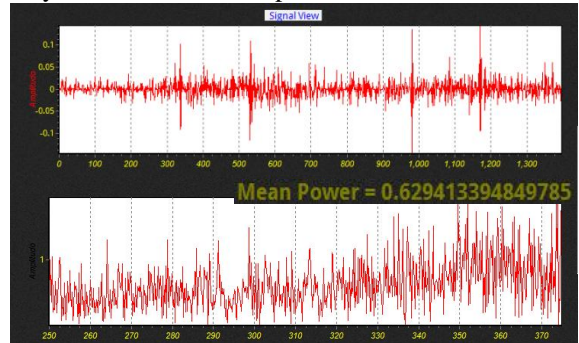 Signal View
0.1
0.05
0
-0.05
-0.1
Amplitudo
0 100 200 300 400 500 600 700 800 900 1,000 1,100 1,200 1,300
Mean Power = 0.629413394849785
1
Amplitudo
250 260 270 280 290 300 310 320 330 340 350 360 370